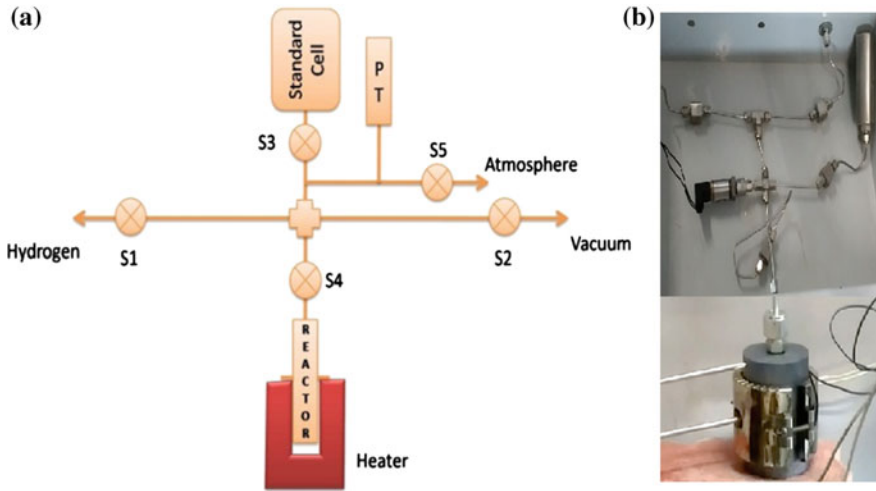 (a)
(b)
Standard
Cell
P
T
S3
S5
Atmosphere
Hydrogen
S1
S2
Vacuum
S4
R
E
A
C
T
O
R
Heater